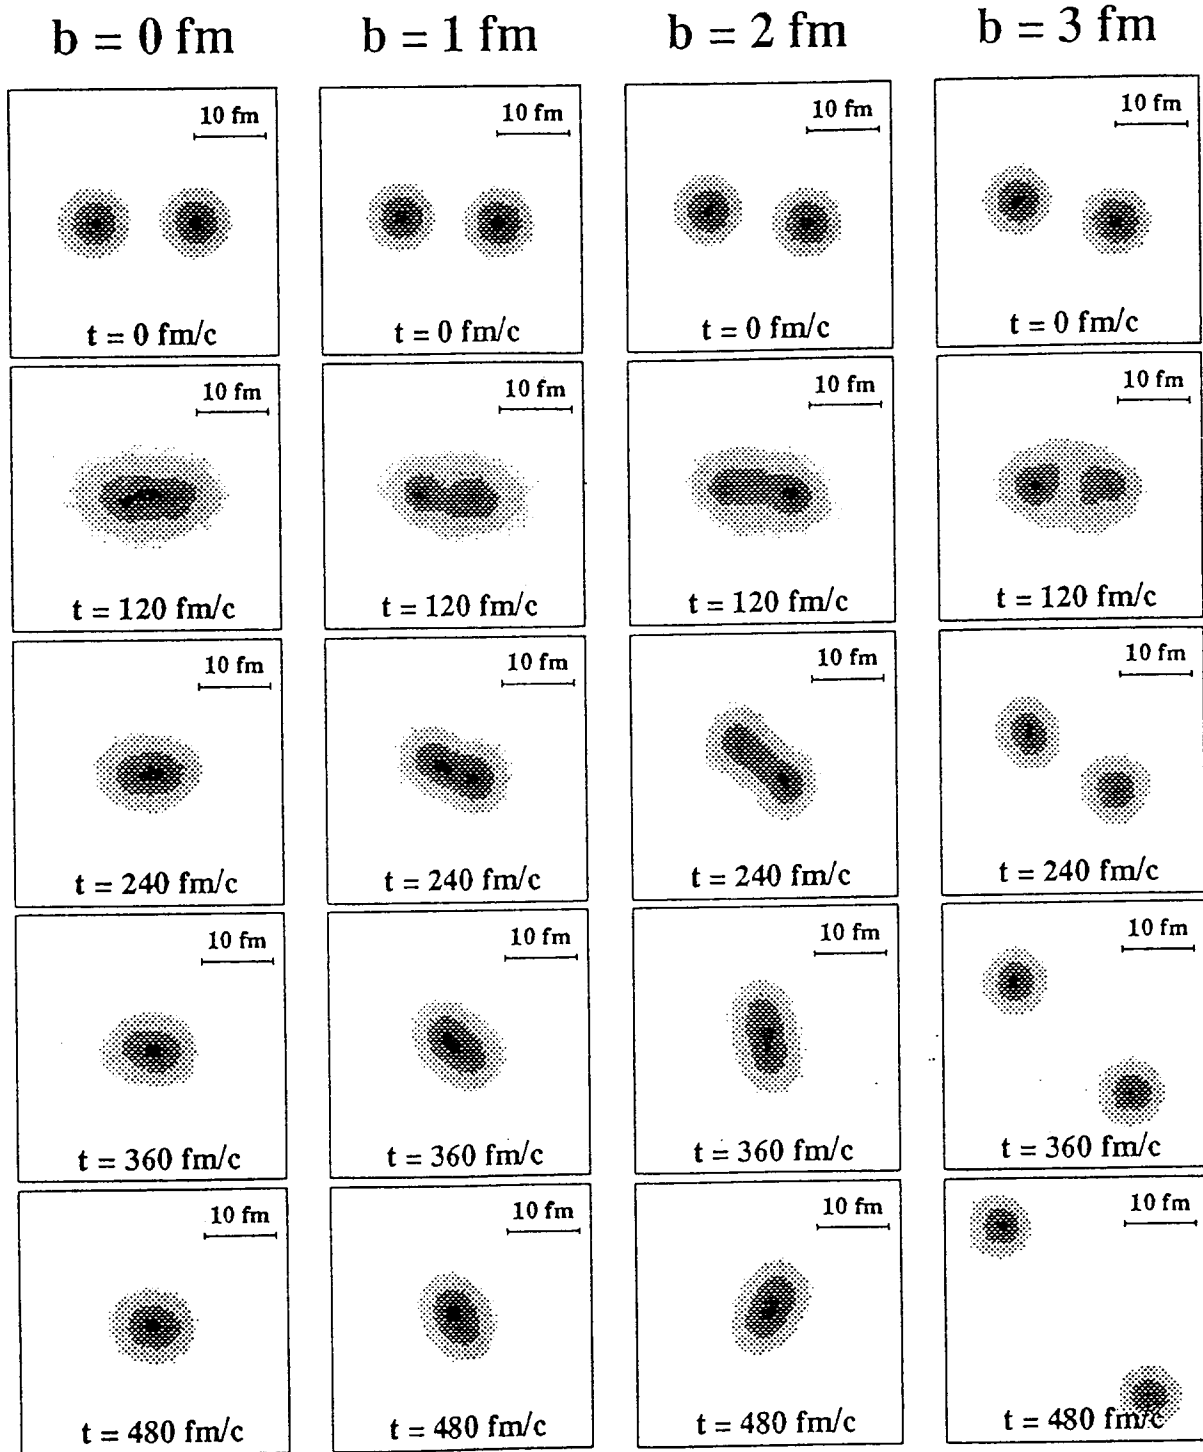 b = 0 fm b = 1 fm b = 2 fm b = 3 fm
10 fm 10 fm 10 fm 10 fm
t = 0 fm/c t = 0 fm/c t = 0 fm/c t = 0 fm/c
10 fm 10 fm 10 fm 10 fm
t = 120 fm/c t = 120 fm/c t = 120 fm/c t = 120 fm/c
10 fm 10 fm 10 fm 10 fm
t = 240 fm/c t = 240 fm/c t = 240 fm/c t = 240 fm/c
10 fm 10 fm 10 fm 10 fm
t = 360 fm/c t = 360 fm/c t = 360 fm/c t = 360 fm/c
10 fm 10 fm 10 fm 10 fm
t = 480 fm/c t = 480 fm/c t = 480 fm/c t = 480 fm/c